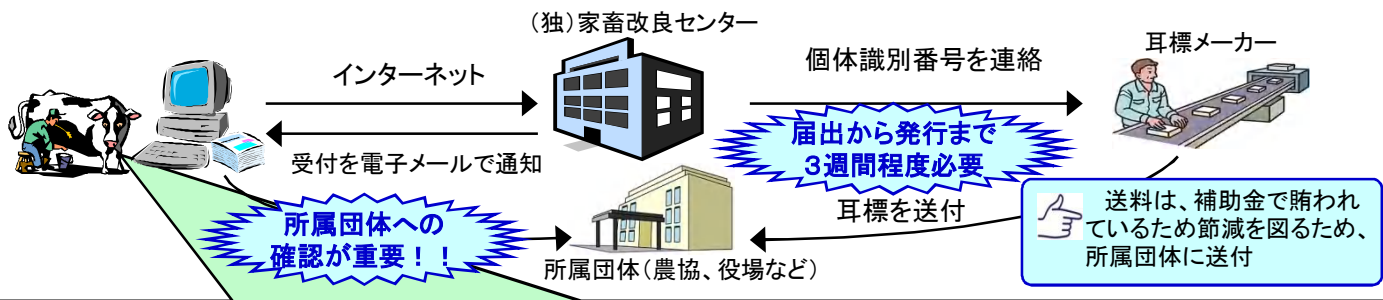 （独）家畜改良センター
耳標メーカー
インターネット
個体識別番号を連絡
受付を電子メールで通知
届出から発行まで
３週間程度必要
所属団体への
確認が重要！！
耳標を送付
送料は、補助金で賄われ
ているため節減を図るため、
所属団体に送付
所属団体（農協、役場など）